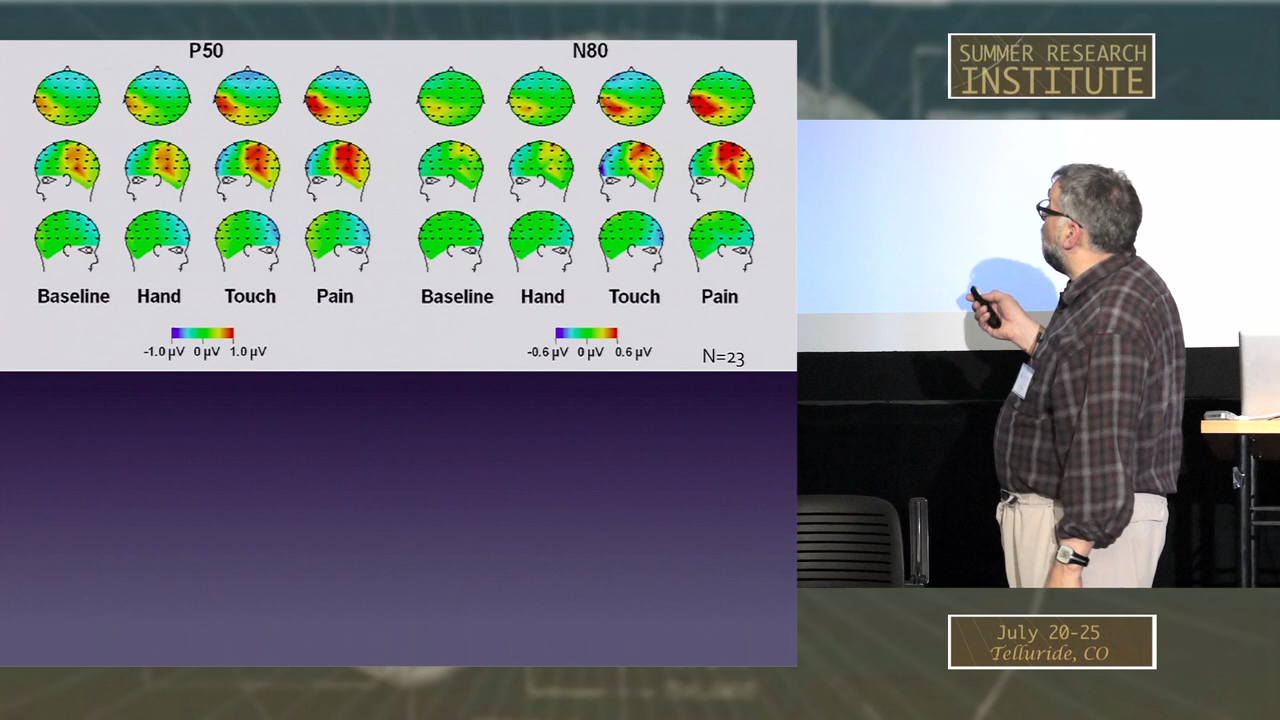 P50
N80
Baseline Hand Touch Pain
Baseline Hand Touch Pain
-1.0 μV 0 μV 1.0 μV
-0.6 μV 0 μV 0.6 μV
N=23
SUMMER RESEARCH
INSTITUTE
July 20-25
Telluride, CO